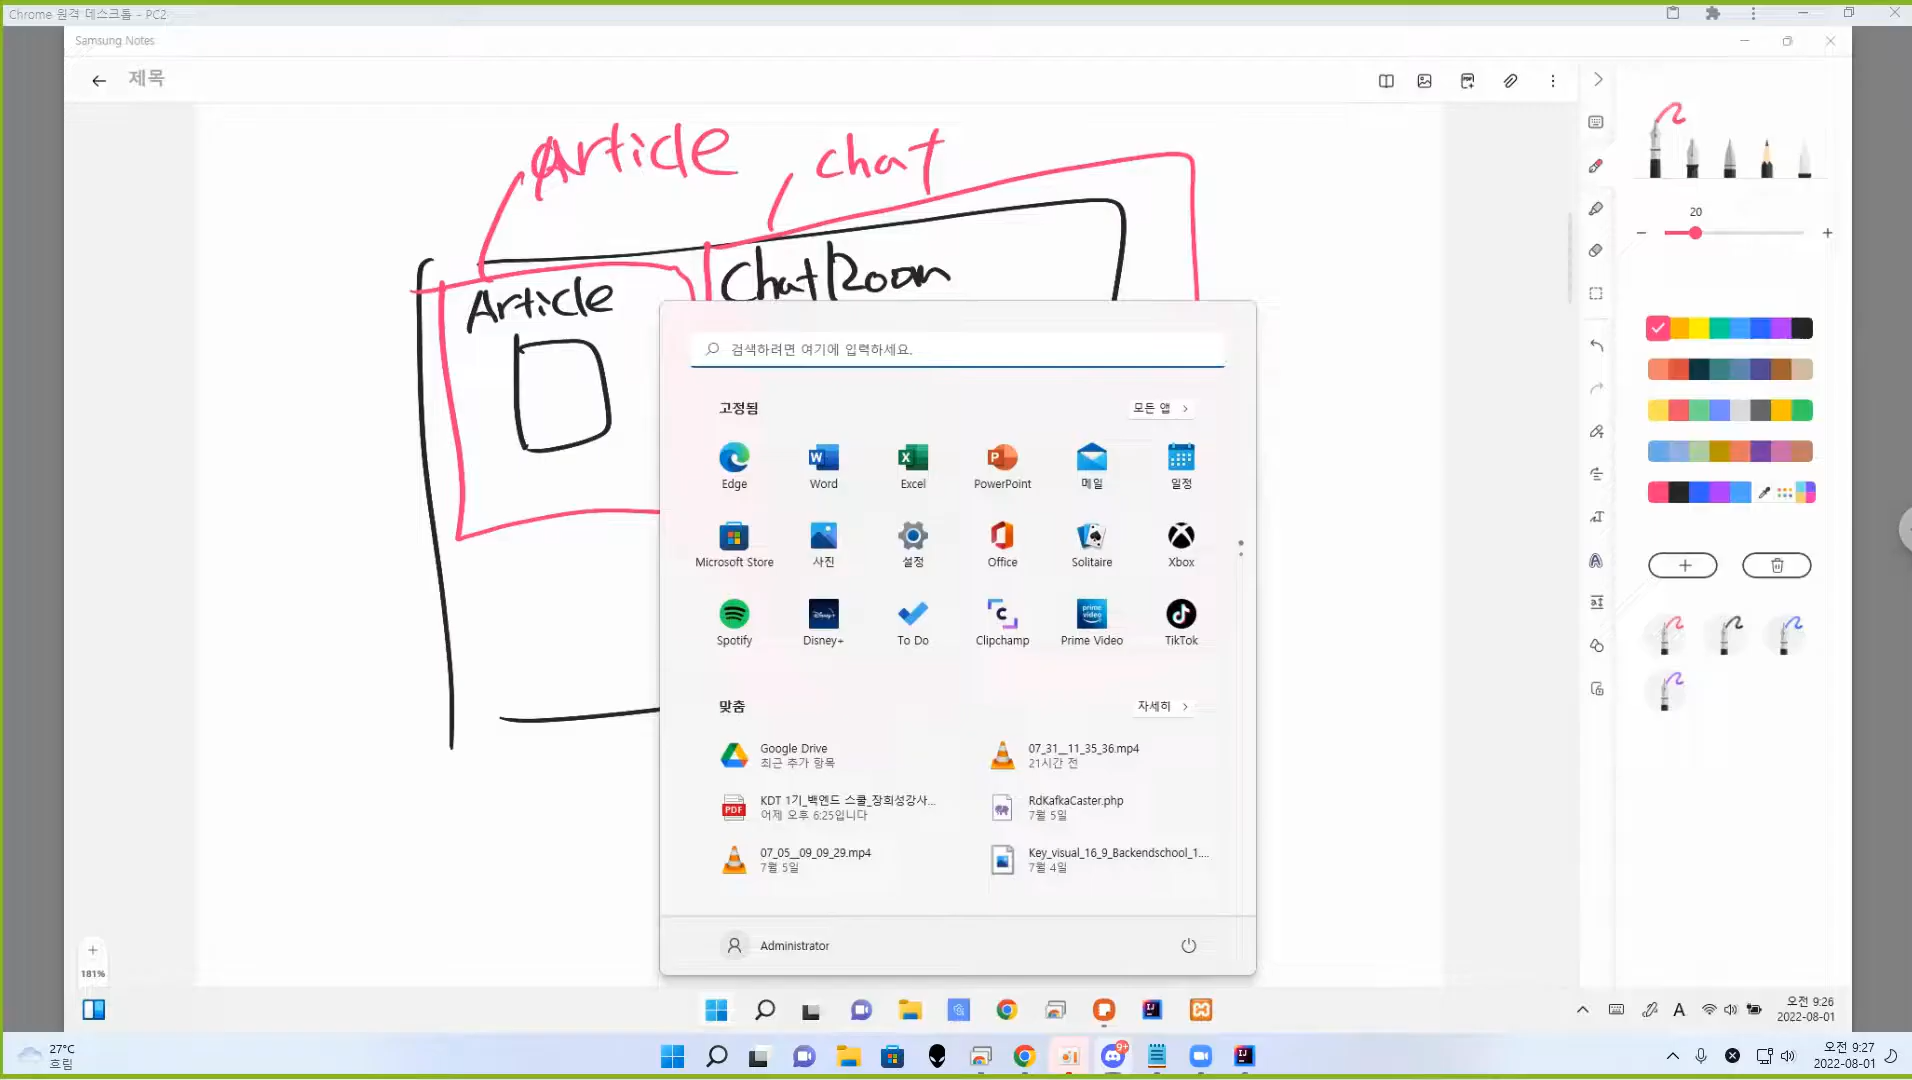 Chrome 원격 데스크톱 - PC2
Samsung Notes
제목
Article
chat
ChatRoom
Article
20
검색하려면 여기에 입력하세요.
고정됨
모든 앱
Edge
Word
Excel
PowerPoint
메일
일정
Microsoft Store
사진
설정
Office
Solitaire
Xbox
Spotify
Disney+
To Do
Clipchamp
Prime Video
TikTok
맞춤
자세히
Google Drive
최근 추가 항목
07_31__11_35_36.mp4
21시간 전
KDT 1기_백엔드 스쿨_장희성강사...
어제 오후 6:25입니다
RdKafkaCaster.php
7월 5일
07_05__09_09_29.mp4
7월 5일
Key_visual_16_9_Backendschool_1....
7월 4일
Administrator
181%
A
오전 9:26
2022-08-01
27°C
흐림
9+
오전 9:27
2022-08-01